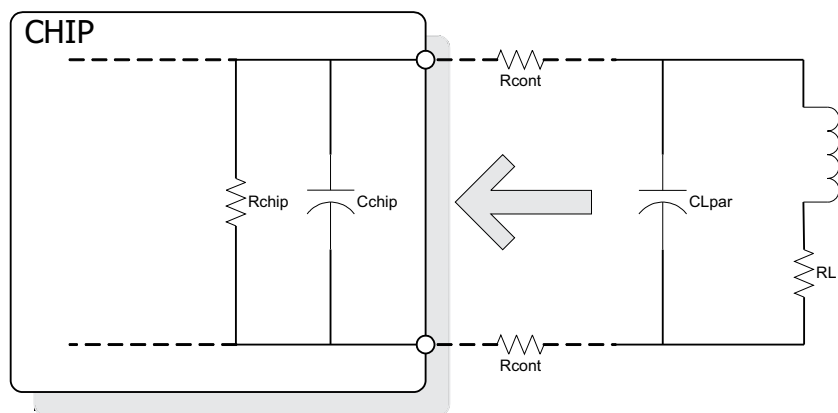 CHIP
Rcont
Rchip
Cchip
CLpar
RL
Rcont